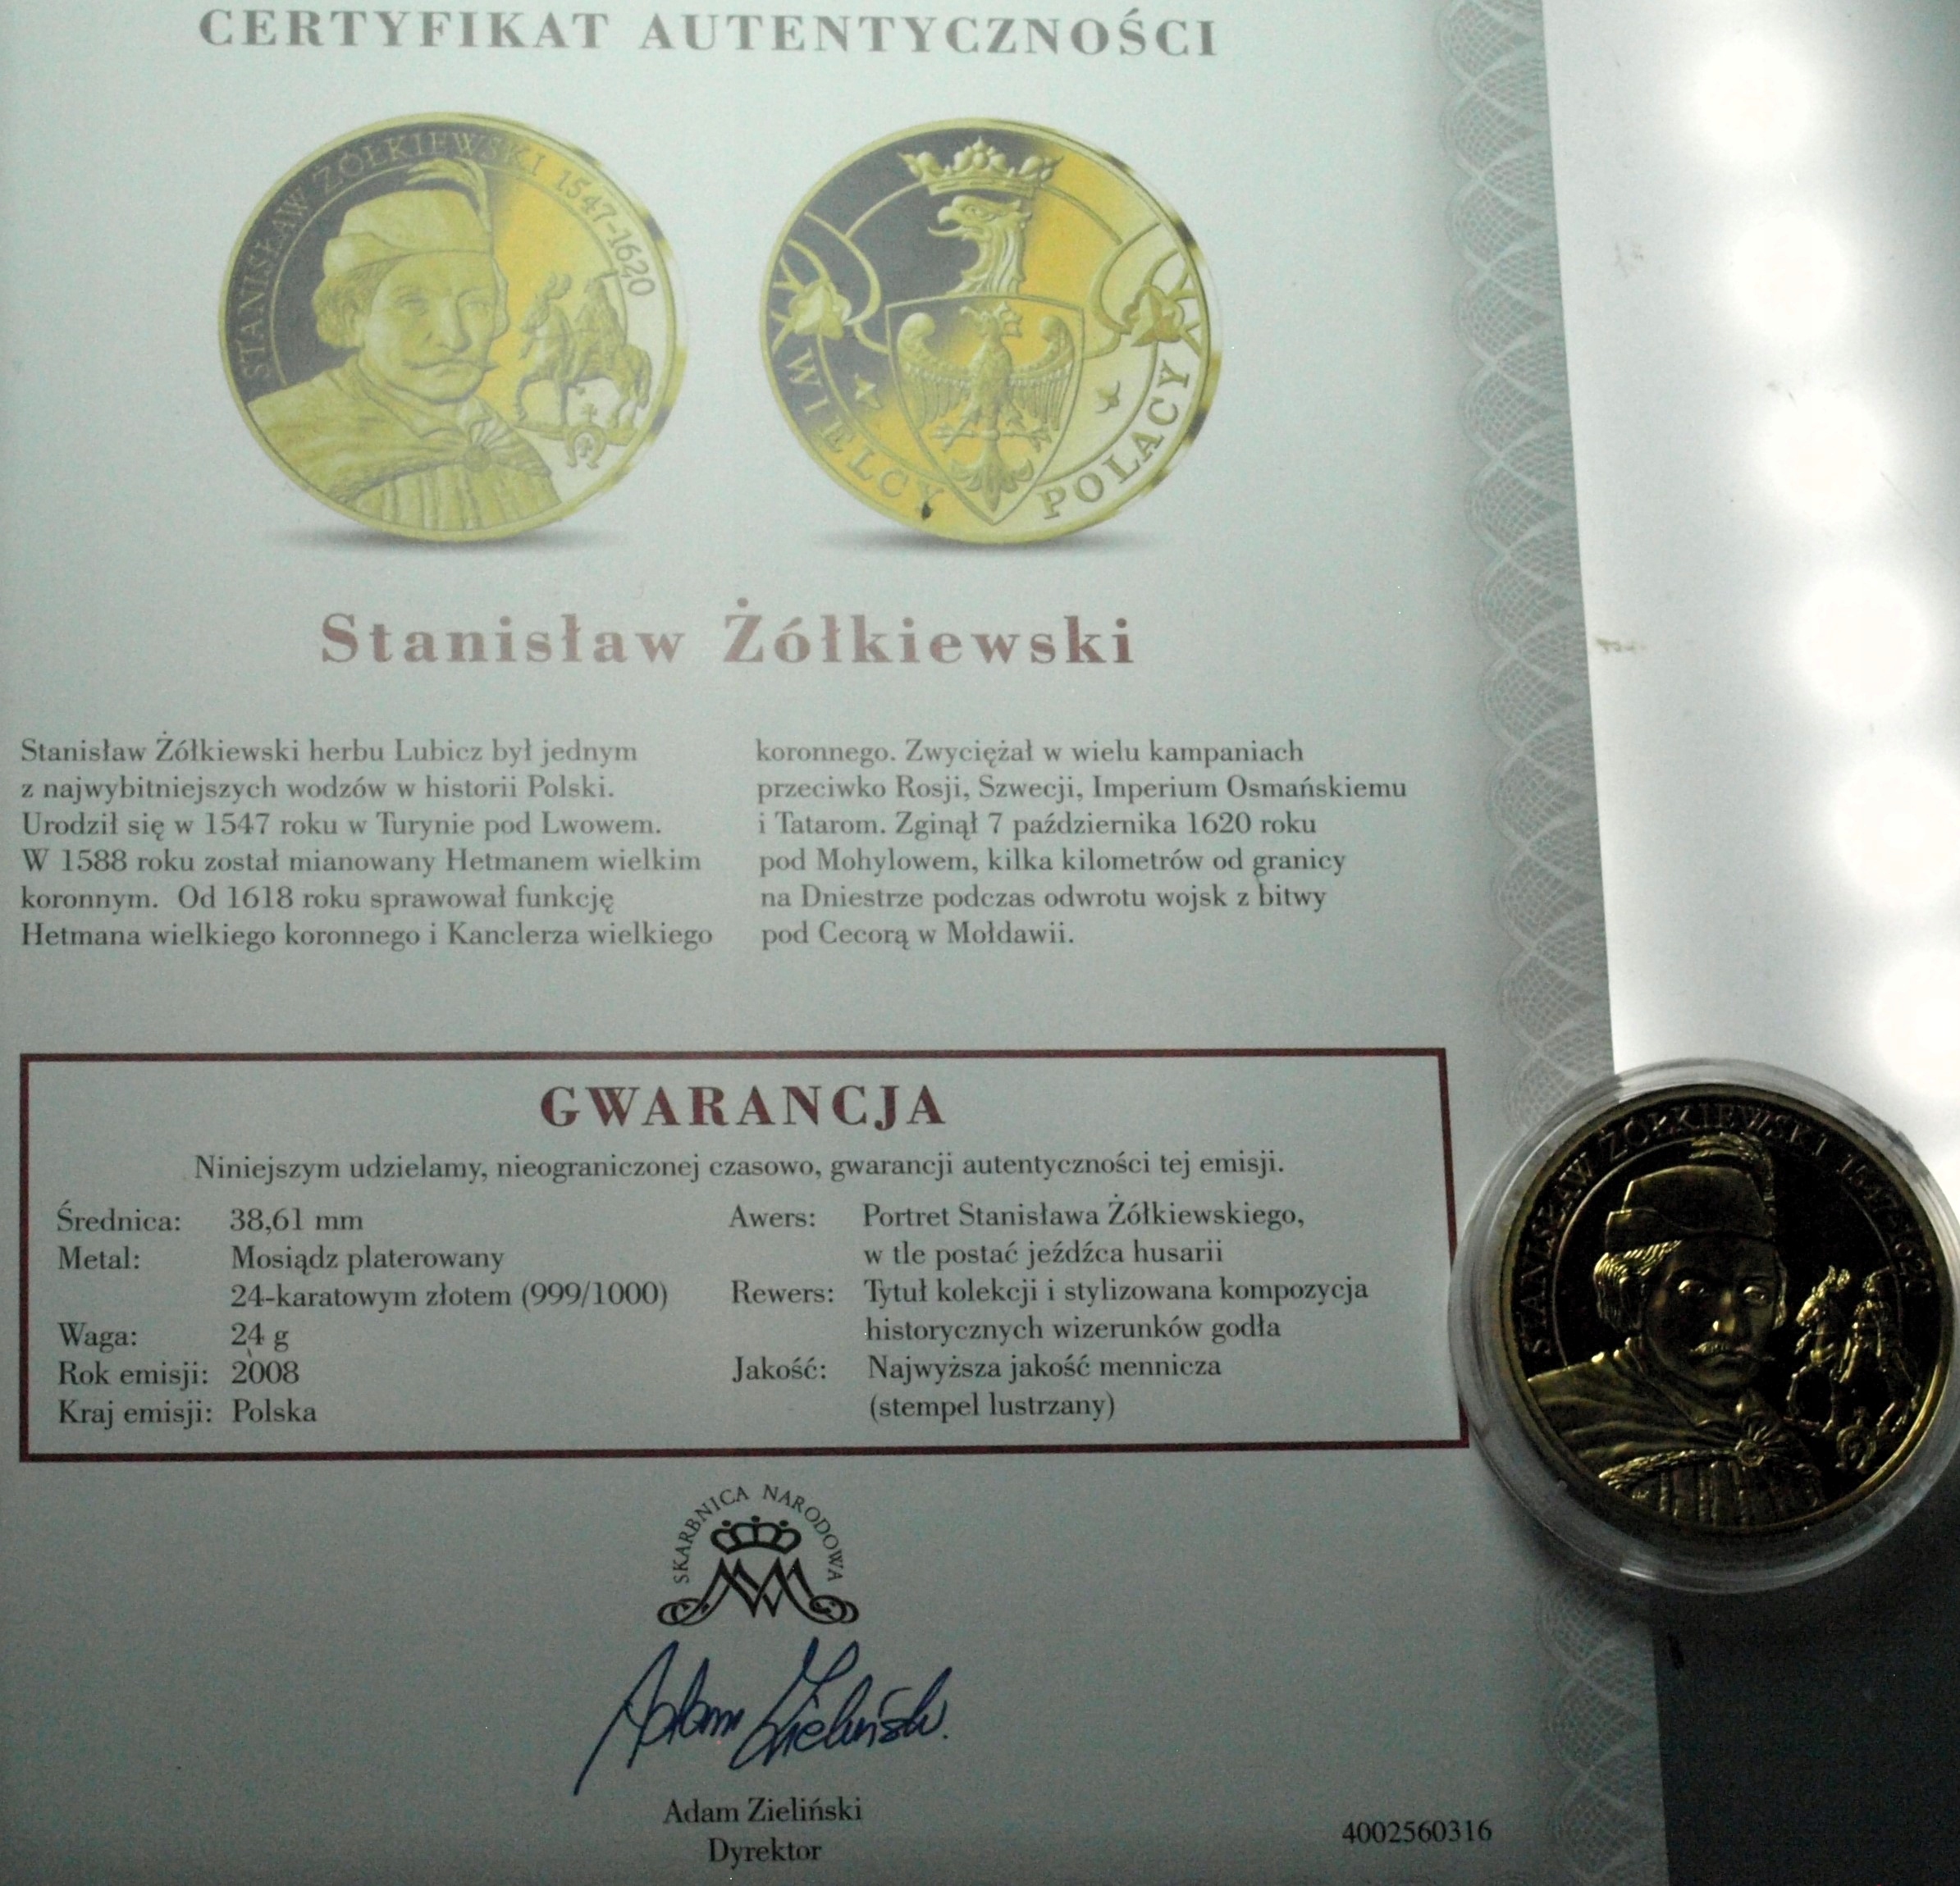 CERTYFIKAT AUTENTYCZNOŚCI
STANISŁAW ŻÓŁKIEWSKI 1547-1620
WIELCY POLACY
Stanisław Żółkiewski
Stanisław Żółkiewski herbu Lubicz był jednym
z najwybitniejszych wodzów w historii Polski.
Urodził się w 1547 roku w Turynie pod Lwowem.
W 1588 roku został mianowany Hetmanem wielkim
koronnym. Od 1618 roku sprawował funkcję
Hetmana wielkiego koronnego i Kanclerza wielkiego
koronnego. Zwyciężał w wielu kampaniach
przeciwko Rosji, Szwecji, Imperium Osmańskiemu
i Tatarom. Zginął 7 października 1620 roku
pod Mohylowem, kilka kilometrów od granicy
na Dniestrze podczas odwrotu wojsk z bitwy
pod Cecorą w Mołdawii.
GWARANCJA
Niniejszym udzielamy, nieograniczonej czasowo, gwarancji autentyczności tej emisji.
Średnica: 38,61 mm
Metal: Mosiądz platerowany
24-karatowym złotem (999/1000)
Waga: 24 g
Rok emisji: 2008
Kraj emisji: Polska
Awers: Portret Stanisława Żółkiewskiego,
w tle postać jeźdźca husarii
Rewers: Tytuł kolekcji i stylizowana kompozycja
historycznych wizerunków godła
Jakość: Najwyższa jakość mennicza
(stempel lustrzany)
STANISŁAW ŻÓŁKIEWSKI 1547-1620
SKARBNICA NARODOWA
Adam Zieliński.
Adam Zieliński
Dyrektor
4002560316